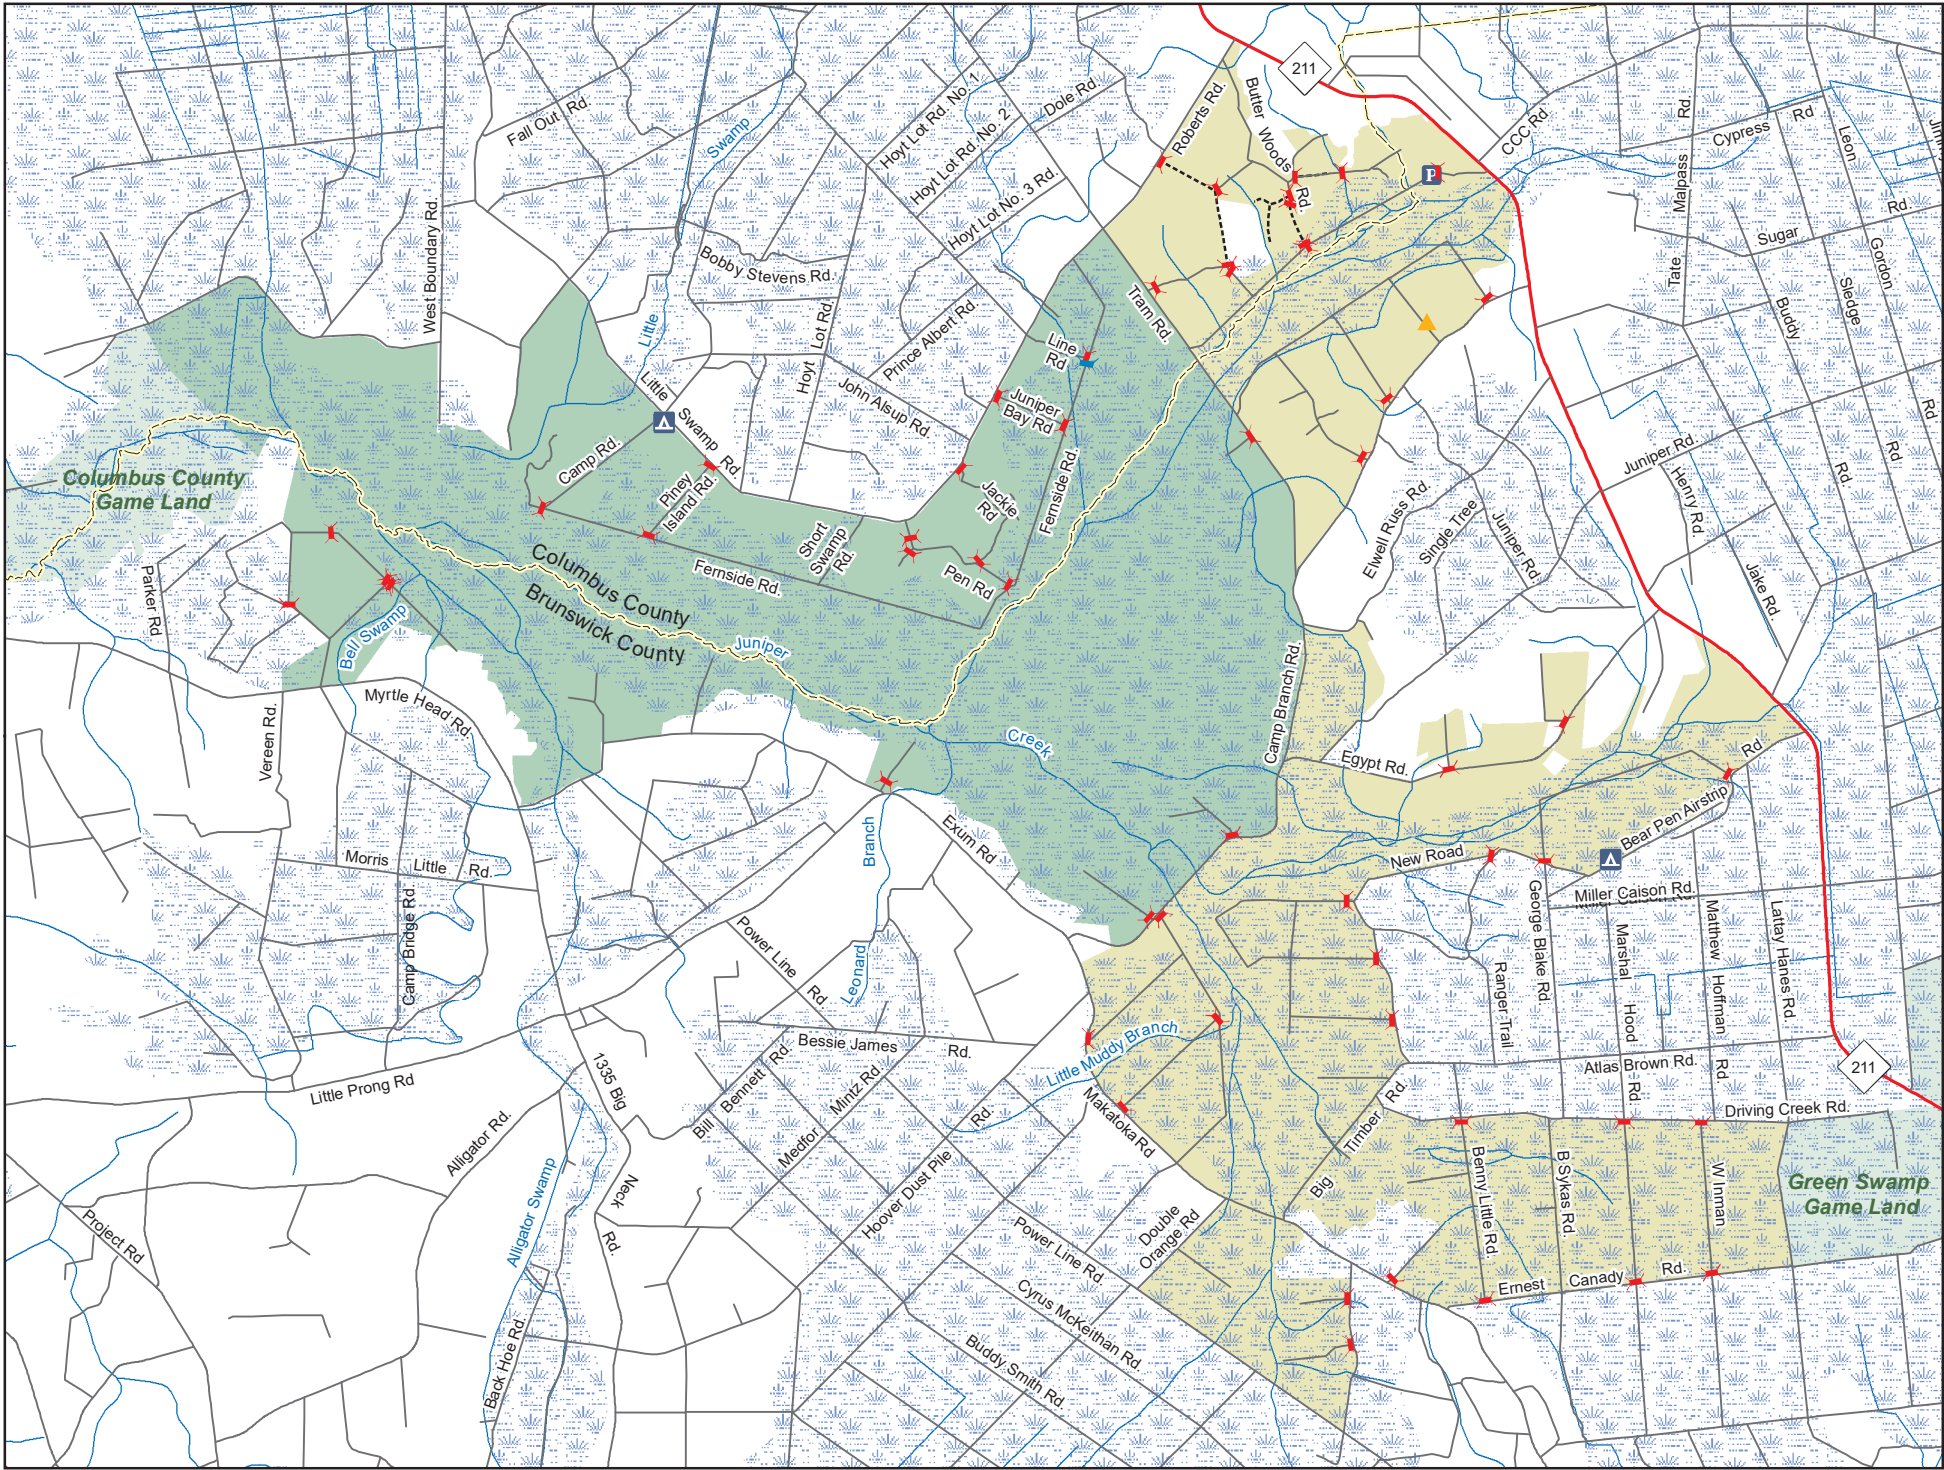 211
Fall Out Rd.
Little
Swamp
Hoyt Lot Rd. No. 1
Hoyt Lot Rd. No. 2
Hoyt Lot No. 3 Rd.
Dole Rd.
Roberts Rd.
Butter Woods Rd.
P
CCC Rd
Cypress Rd
Tate Malpass Rd
Leon
Sugar Rd.
Gordon Rd
Buddy
Sledge Rd
Rd
West Boundary Rd.
Bobby Stevens Rd.
Hoyt Lot Rd.
Prince Albert Rd.
John Alsup Rd.
Tram Rd.
Line
Rd
Juniper
Bay Rd
Little Swamp Rd
Camp Rd.
Piney
Island Rd.
Jackie
Rd
Fernside Rd.
Short
Swamp
Rd.
Pen Rd
Fernside Rd.
Columbus County
Game Land
Columbus County
Brunswick County
Juniper
Creek
Parker Rd
Bell Swamp
Myrtle Head Rd.
Vereen Rd.
Juniper Rd.
Henry Rd.
Elwell Russ Rd.
Single Tree
Juniper Rd.
Jake Rd
Camp Branch Rd.
Egypt Rd.
Bear Pen Airstrip Rd
New Road
Miller Caison Rd.
Miller Caison Rd.
George Blake Rd.
Ranger Trail
Marshal Hood Rd
Matthew Hoffman Rd.
Lattay Hanes Rd.
Atlas Brown Rd.
Driving Creek Rd.
211
Morris Little Rd.
Camp Bridge Rd.
Exum Rd
Leonard Branch
Power Line Rd.
Bessie James Rd.
Bill Bennett Rd.
Medfor Mintz Rd.
Hoover Dust Pile Rd.
Little Muddy Branch
Makatoka Rd
Big Timber Rd.
Little Prong Rd
1335 Big Neck Rd
Alligator Rd.
Alligator Swamp
Project Rd
Back Hoe Rd.
Double
Orange Rd
Power Line Rd.
Cyrus McKeithan Rd.
Buddy Smith Rd.
Benny Little Rd.
B Sykas Rd.
W Inman
Ernest Canady Rd.
Green Swamp
Game Land